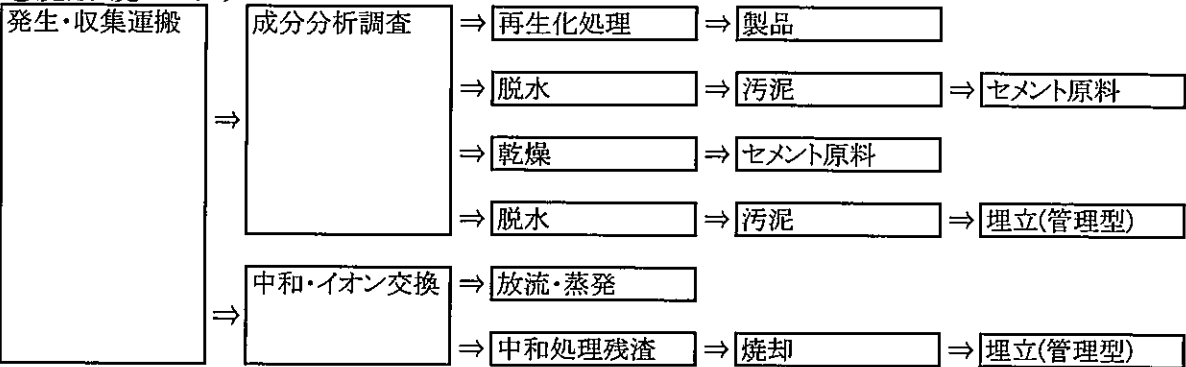 発生・収集運搬 成分分析調査 ⇒ 再生化処理 ⇒ 製品
⇒ 脱水 ⇒ 汚泥 ⇒ セメント原料
⇒
⇒ 乾燥 ⇒ セメント原料
⇒ 脱水 ⇒ 汚泥 ⇒ 埋立(管理型)
中和・イオン交換 ⇒ 放流・蒸発
⇒
⇒ 中和処理残渣 ⇒ 焼却 ⇒ 埋立(管理型)